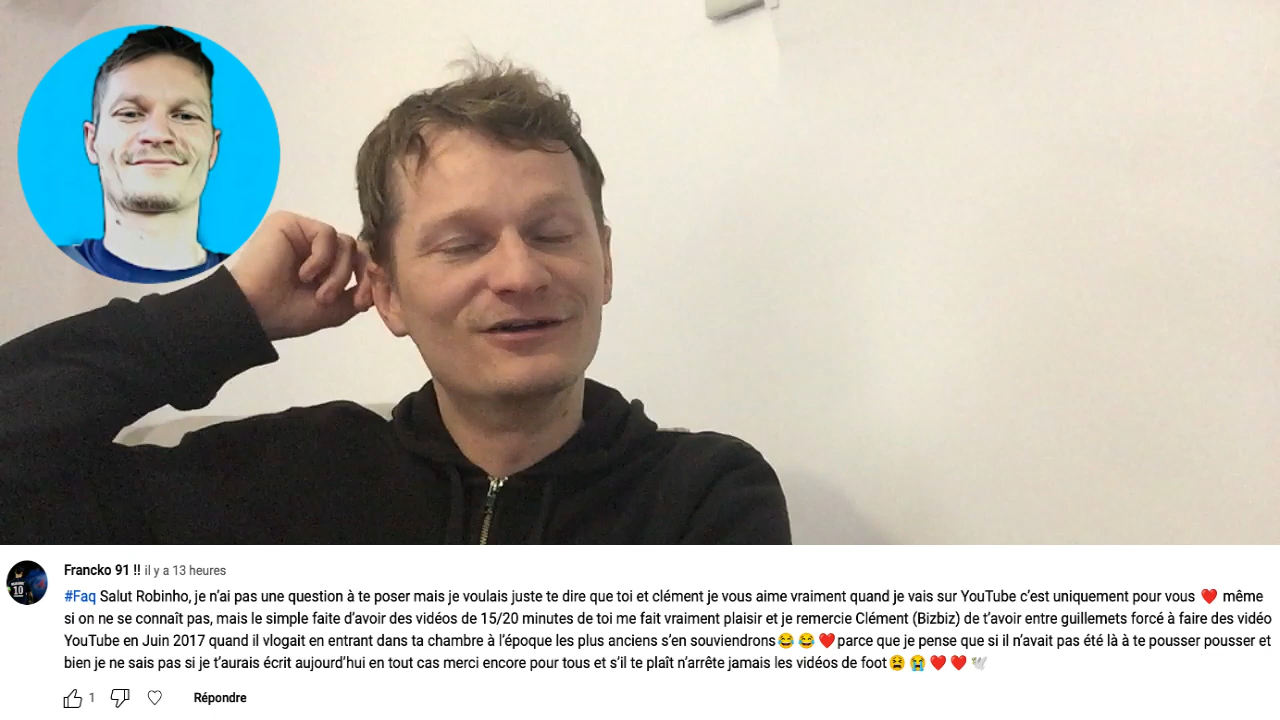 Francko 91 !! il y a 13 heures
#Faq Salut Robinho, je n’ai pas une question à te poser mais je voulais juste te dire que toi et clément je vous aime vraiment quand je vais sur YouTube c’est uniquement pour vous ❤️ même
si on ne se connaît pas, mais le simple faite d’avoir des vidéos de 15/20 minutes de toi me fait vraiment plaisir et je remercie Clément (Bizbiz) de t’avoir entre guillemets forcé à faire des vidéo
YouTube en Juin 2017 quand il vlogait en entrant dans ta chambre à l’époque les plus anciens s’en souviendrons😂 😂 ❤️parce que je pense que si il n’avait pas été là à te pousser pousser et
bien je ne sais pas si je t’aurais écrit aujourd’hui en tout cas merci encore pour tous et s’il te plaît n’arrête jamais les vidéos de foot😫 😭 ❤️ ❤️ 🕊️
1 Répondre
10